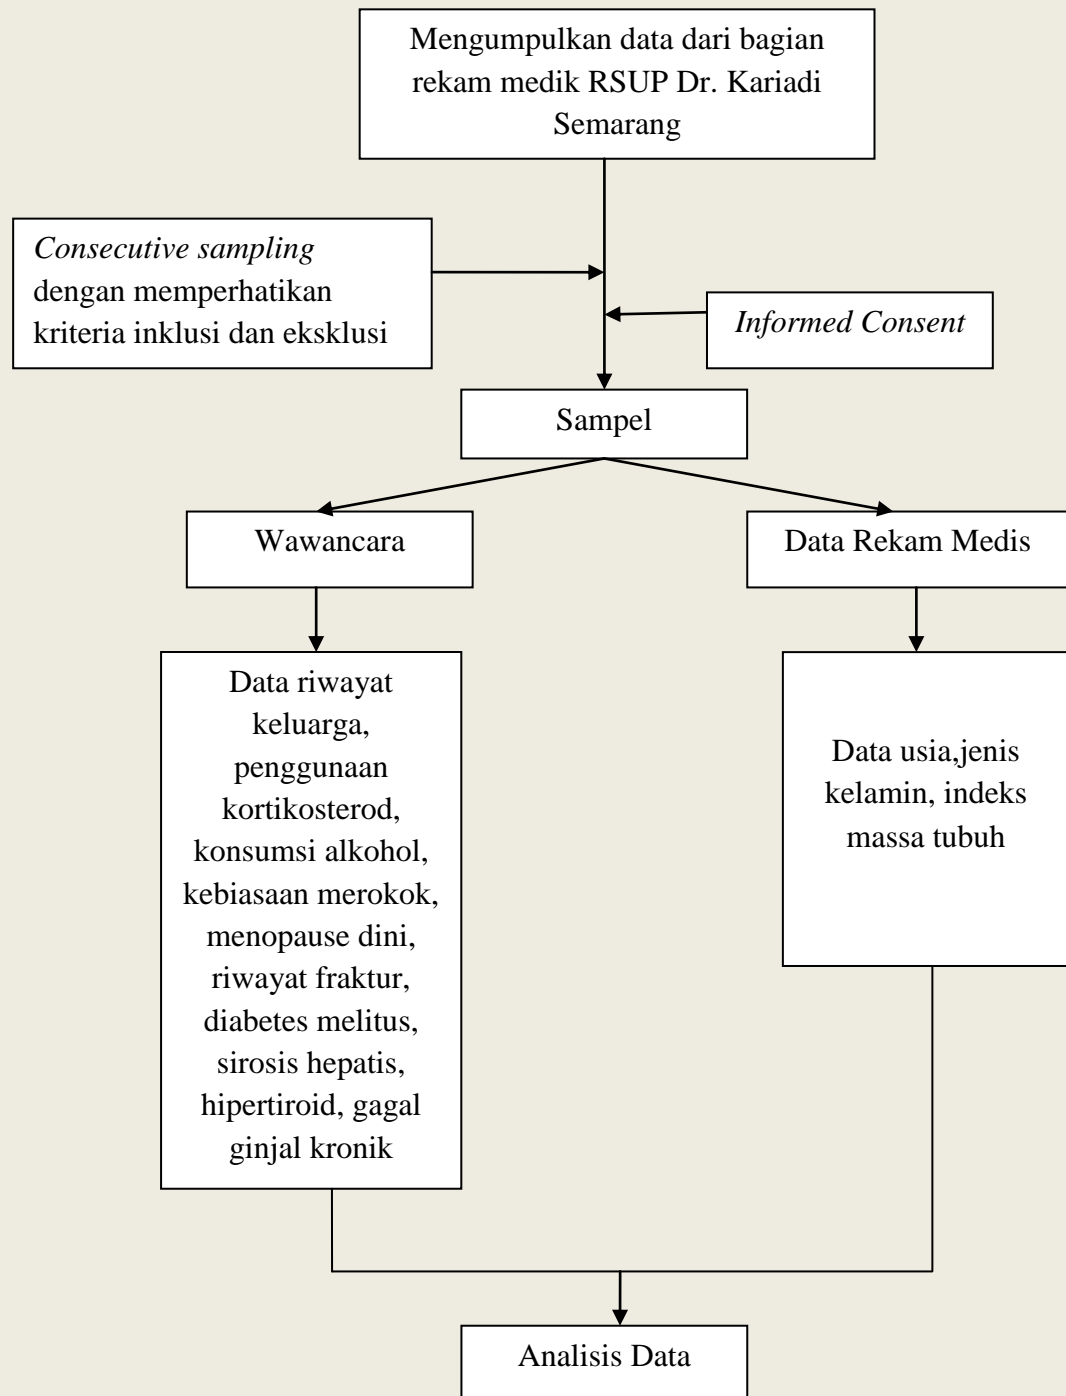 Mengumpulkan data dari bagian
rekam medik RSUP Dr. Kariadi
Semarang
Consecutive sampling
dengan memperhatikan
kriteria inklusi dan eksklusi
Informed Consent
Sampel
Wawancara
Data Rekam Medis
Data riwayat
keluarga,
penggunaan
kortikosterod,
konsumsi alkohol,
kebiasaan merokok,
menopause dini,
riwayat fraktur,
diabetes melitus,
sirosis hepatis,
hipertiroid, gagal
ginjal kronik
Data usia,jenis
kelamin, indeks
massa tubuh
Analisis Data